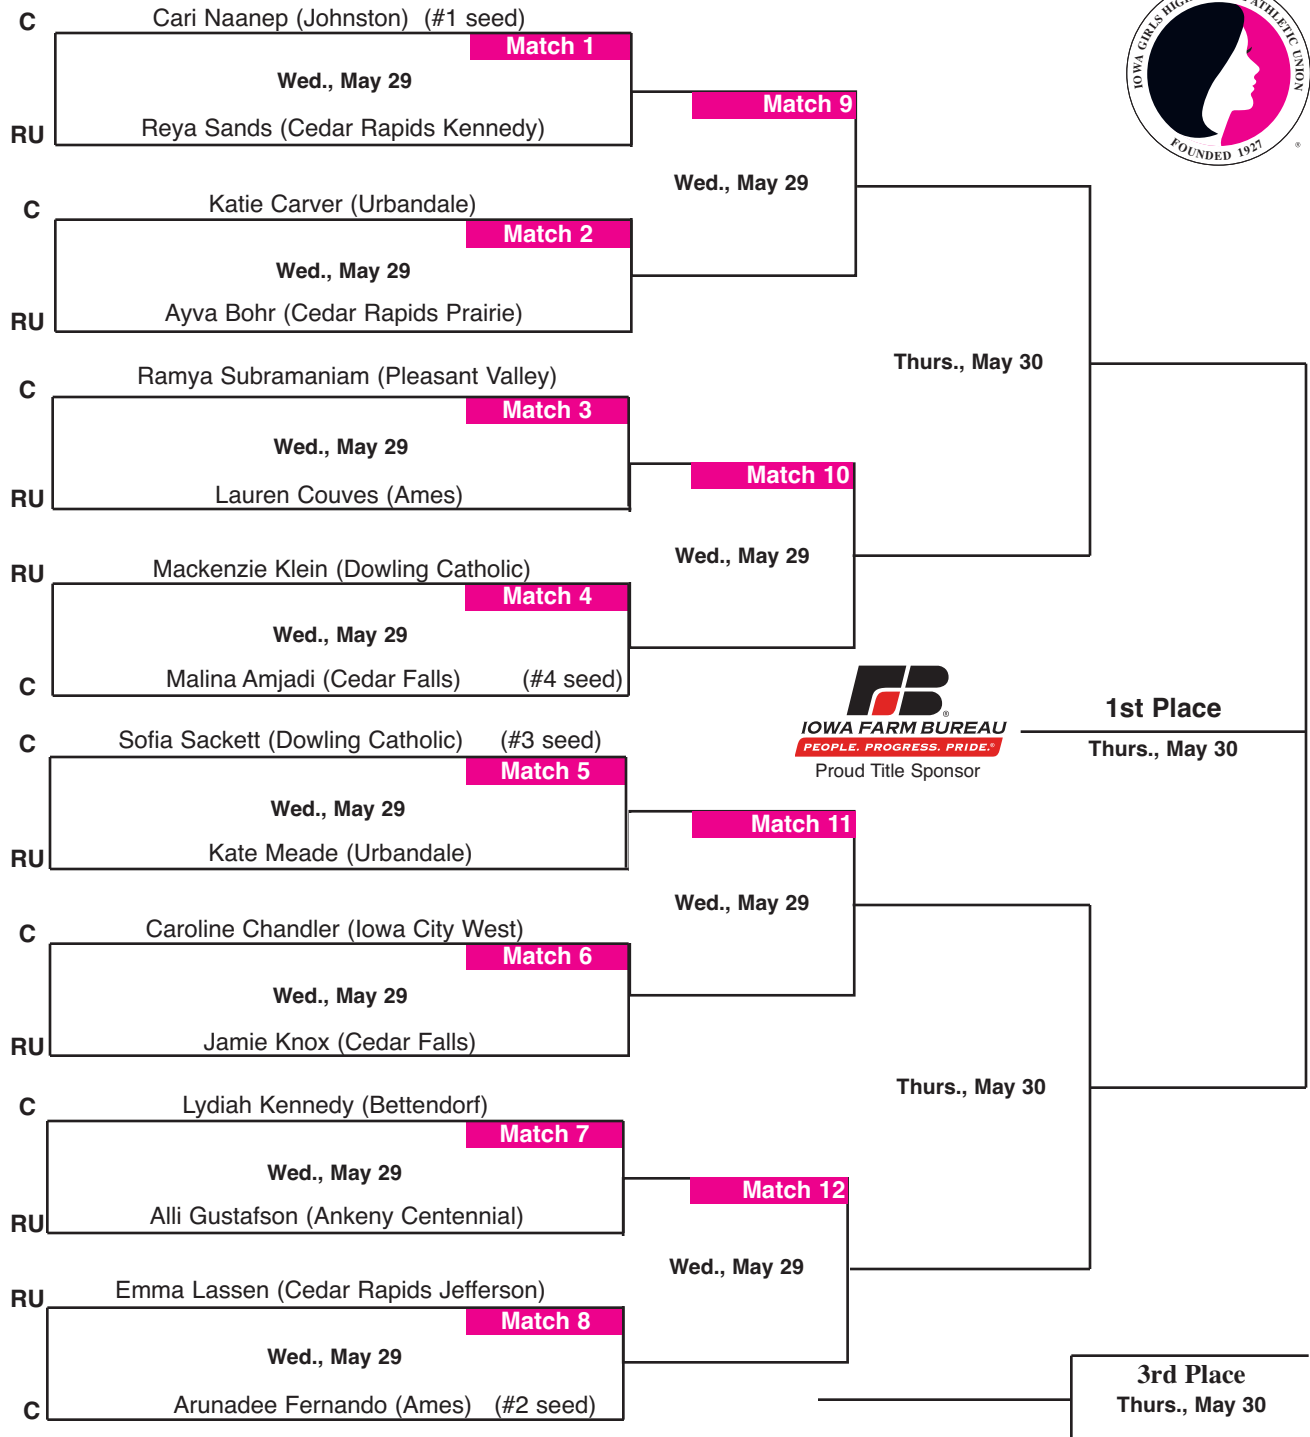 C Cari Naanep (Johnston) (#1 seed)
Match 1
Wed., May 29
RU Reya Sands (Cedar Rapids Kennedy)
C Katie Carver (Urbandale)
Match 2
Wed., May 29
RU Ayva Bohr (Cedar Rapids Prairie)
C Ramya Subramaniam (Pleasant Valley)
Match 3
Wed., May 29
RU Lauren Couves (Ames)
RU Mackenzie Klein (Dowling Catholic)
Match 4
Wed., May 29
C Malina Amjadi (Cedar Falls) (#4 seed)
C Sofia Sackett (Dowling Catholic) (#3 seed)
Match 5
Wed., May 29
RU Kate Meade (Urbandale)
C Caroline Chandler (Iowa City West)
Match 6
Wed., May 29
RU Jamie Knox (Cedar Falls)
C Lydiah Kennedy (Bettendorf)
Match 7
Wed., May 29
RU Alli Gustafson (Ankeny Centennial)
RU Emma Lassen (Cedar Rapids Jefferson)
Match 8
Wed., May 29
C Arunadee Fernando (Ames) (#2 seed)
Match 9
Wed., May 29
Match 10
Wed., May 29
Match 11
Wed., May 29
Match 12
Wed., May 29
IOWA GIRLS HIGH ATHLETIC UNION
FOUNDED 1927
®
Thurs., May 30
FB®
IOWA FARM BUREAU
PEOPLE. PROGRESS. PRIDE.®
Proud Title Sponsor
1st Place
Thurs., May 30
Thurs., May 30
3rd Place
Thurs., May 30